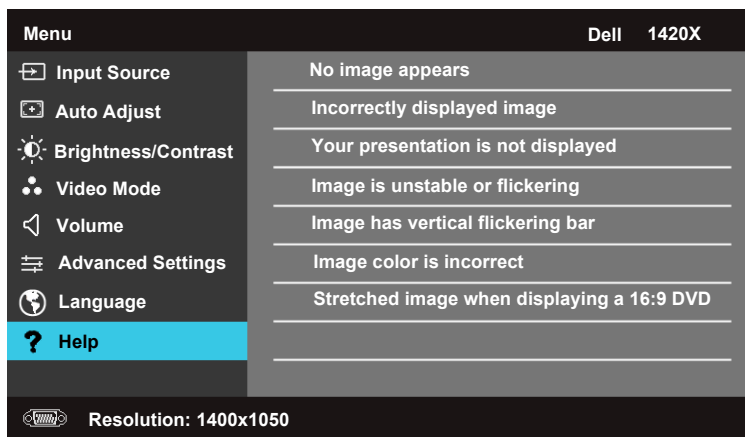 Menu
Dell 1420X
Input Source
Auto Adjust
Brightness/Contrast
Video Mode
Volume
Advanced Settings
Language
? Help
No image appears
Incorrectly displayed image
Your presentation is not displayed
Image is unstable or flickering
Image has vertical flickering bar
Image color is incorrect
Stretched image when displaying a 16:9 DVD
Resolution: 1400x1050